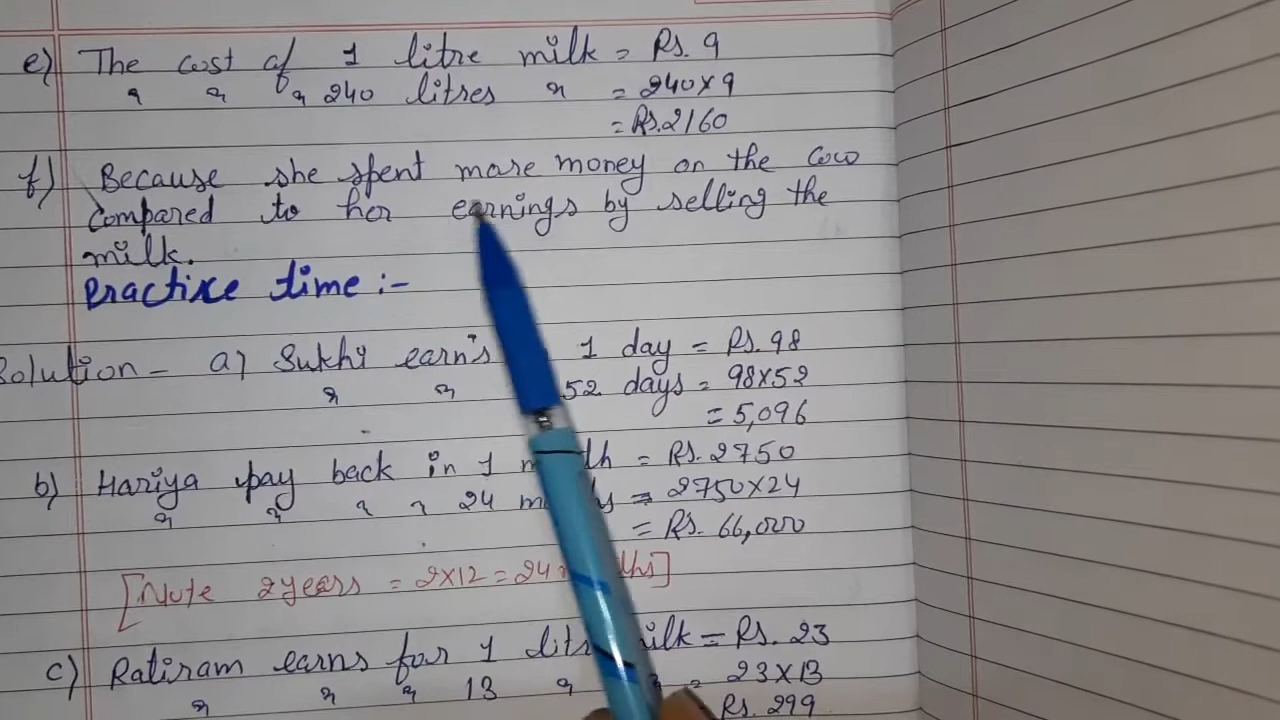 e) The cost of 1 litre milk = Rs. 9
" " " 240 litres " = 240×9
= Rs. 2160
f) Because she spent more money on the cow
compared to her earnings by selling the
milk.
Practice time :-
Solution - a) Sukhi earns 1 day = Rs. 98
" " 52 days = 98×52
= 5,096
b) Hariya pay back in 1 = Rs. 2750
" " " " 24 = 2750×24
= Rs. 66,000
[Note 2 years = 2×12 = 24 ]
c) Ratiram earns for 1 = Rs. 23
" " " 13 " " = 23×13
Rs. 299